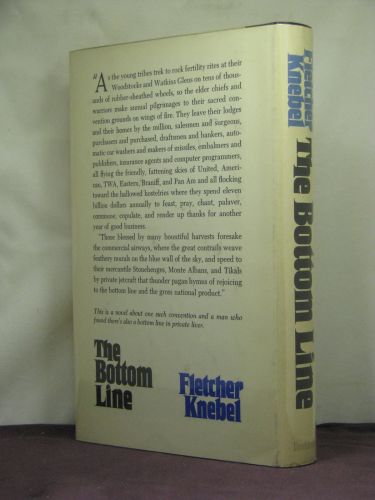 "As the young tribes trek to rock fertility rites at their
Woodstocks and Watkins Glens on tens of thous-
ands of rubber-sheathed wheels, so the elder chiefs and
warriors make annual pilgrimages to their sacred con-
vention grounds on wings of fire. They leave their lodges
and their homes by the million, salesmen and surgeons,
purchasers and purchased, draftsmen and bankers, auto-
matic car washers and makers of missiles, embalmers and
publishers, insurance agents and computer programmers,
all flying the friendly, fattening skies of United, Ameri-
can, TWA, Eastern, Braniff, and Pan Am and all flocking
toward the hallowed hostelries where they spend eleven
billion dollars annually to feast, pray, chant, palaver,
commune, copulate, and render up thanks for another
year of good business.
"Those blessed by many bountiful harvests foresake
the commercial airways, where the great contrails weave
feathery murals on the blue wall of the sky, and speed to
their mercantile Stonehenges, Monte Albans, and Tikals
by private jetcraft that thunder pagan hymns of rejoicing
to the bottom line and the gross national product."
This is a novel about one such convention and a man who
found there's also a bottom line in private lives.
The
Bottom
Line
Fletcher
Knebel
Fletcher
Knebel
The Bottom Line